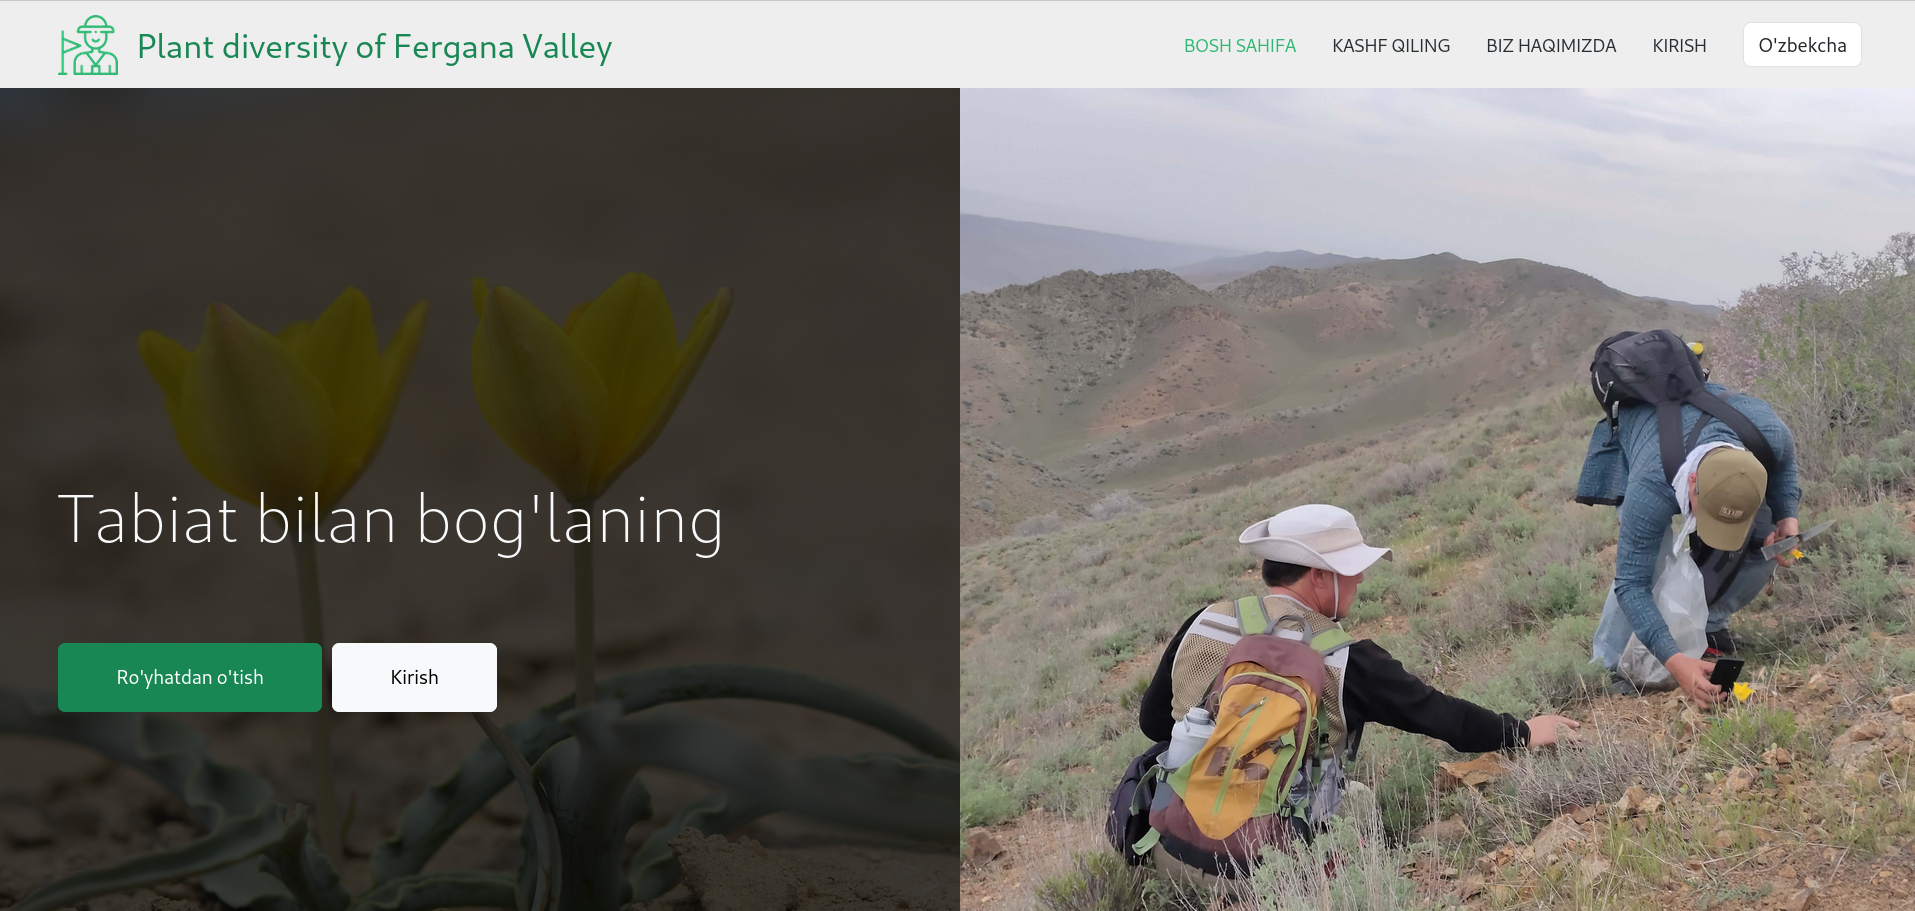 Plant diversity of Fergana Valley
BOSH SAHIFA
KASHF QILING
BIZ HAQIMIZDA
KIRISH
O'zbekcha
Tabiat bilan bog'laning
Ro'yhatdan o'tish
Kirish